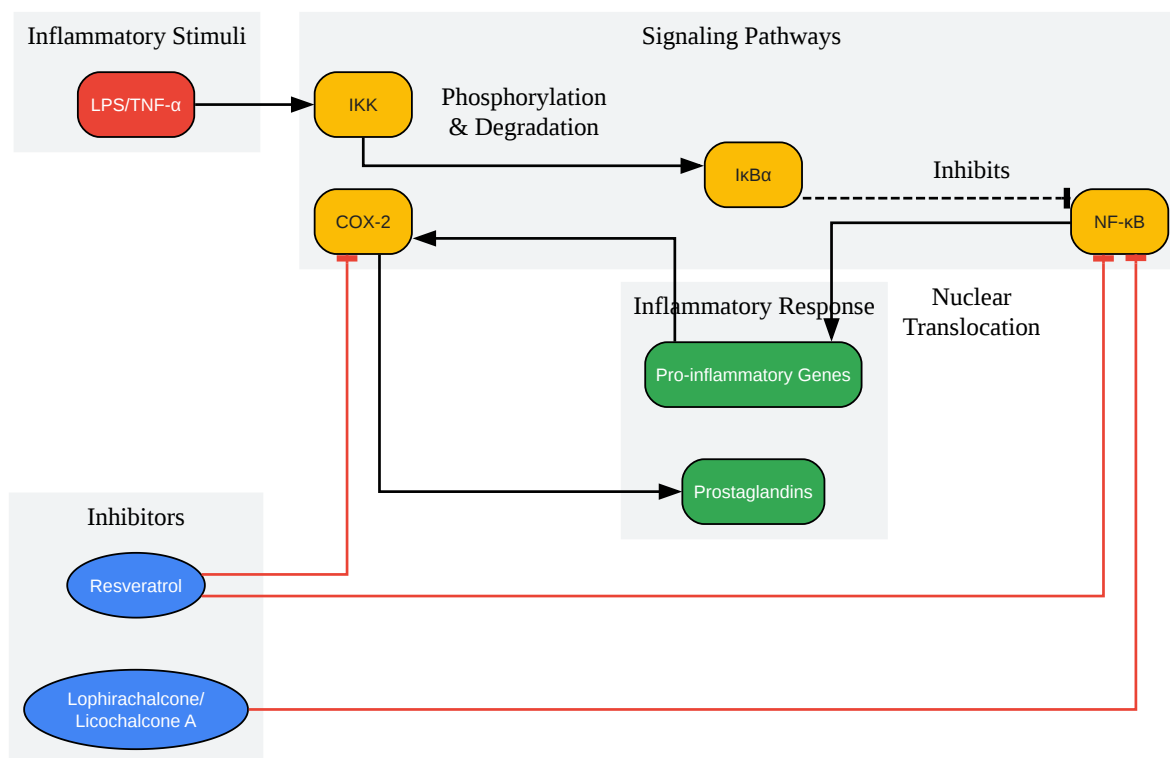 Inflammatory Stimuli
Signaling Pathways
LPS/TNF-α
IKK
Phosphorylation
& Degradation
IκBα
Inhibits
COX-2
NF-κB
Inflammatory Response
Nuclear
Translocation
Pro-inflammatory Genes
Prostaglandins
Inhibitors
Resveratrol
Lophirachalcone/
Licochalcone A